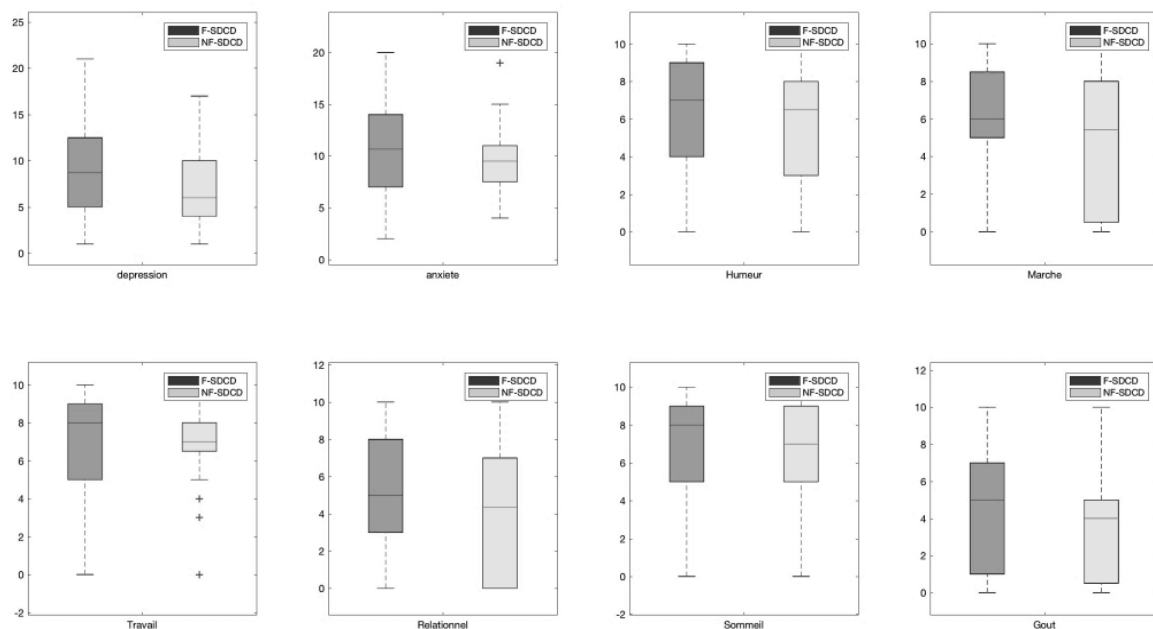 25
20
15
10
5
0
F-SDCD
NF-SDCD
depression
20
15
10
5
0
F-SDCD
NF-SDCD
anxiete
10
8
6
4
2
0
F-SDCD
NF-SDCD
Humeur
10
8
6
4
2
0
F-SDCD
NF-SDCD
Marche
10
8
6
4
2
0
-2
F-SDCD
NF-SDCD
Travail
12
10
8
6
4
2
0
F-SDCD
NF-SDCD
Relationnel
10
8
6
4
2
0
-2
F-SDCD
NF-SDCD
Sommeil
12
10
8
6
4
2
0
F-SDCD
NF-SDCD
Gout